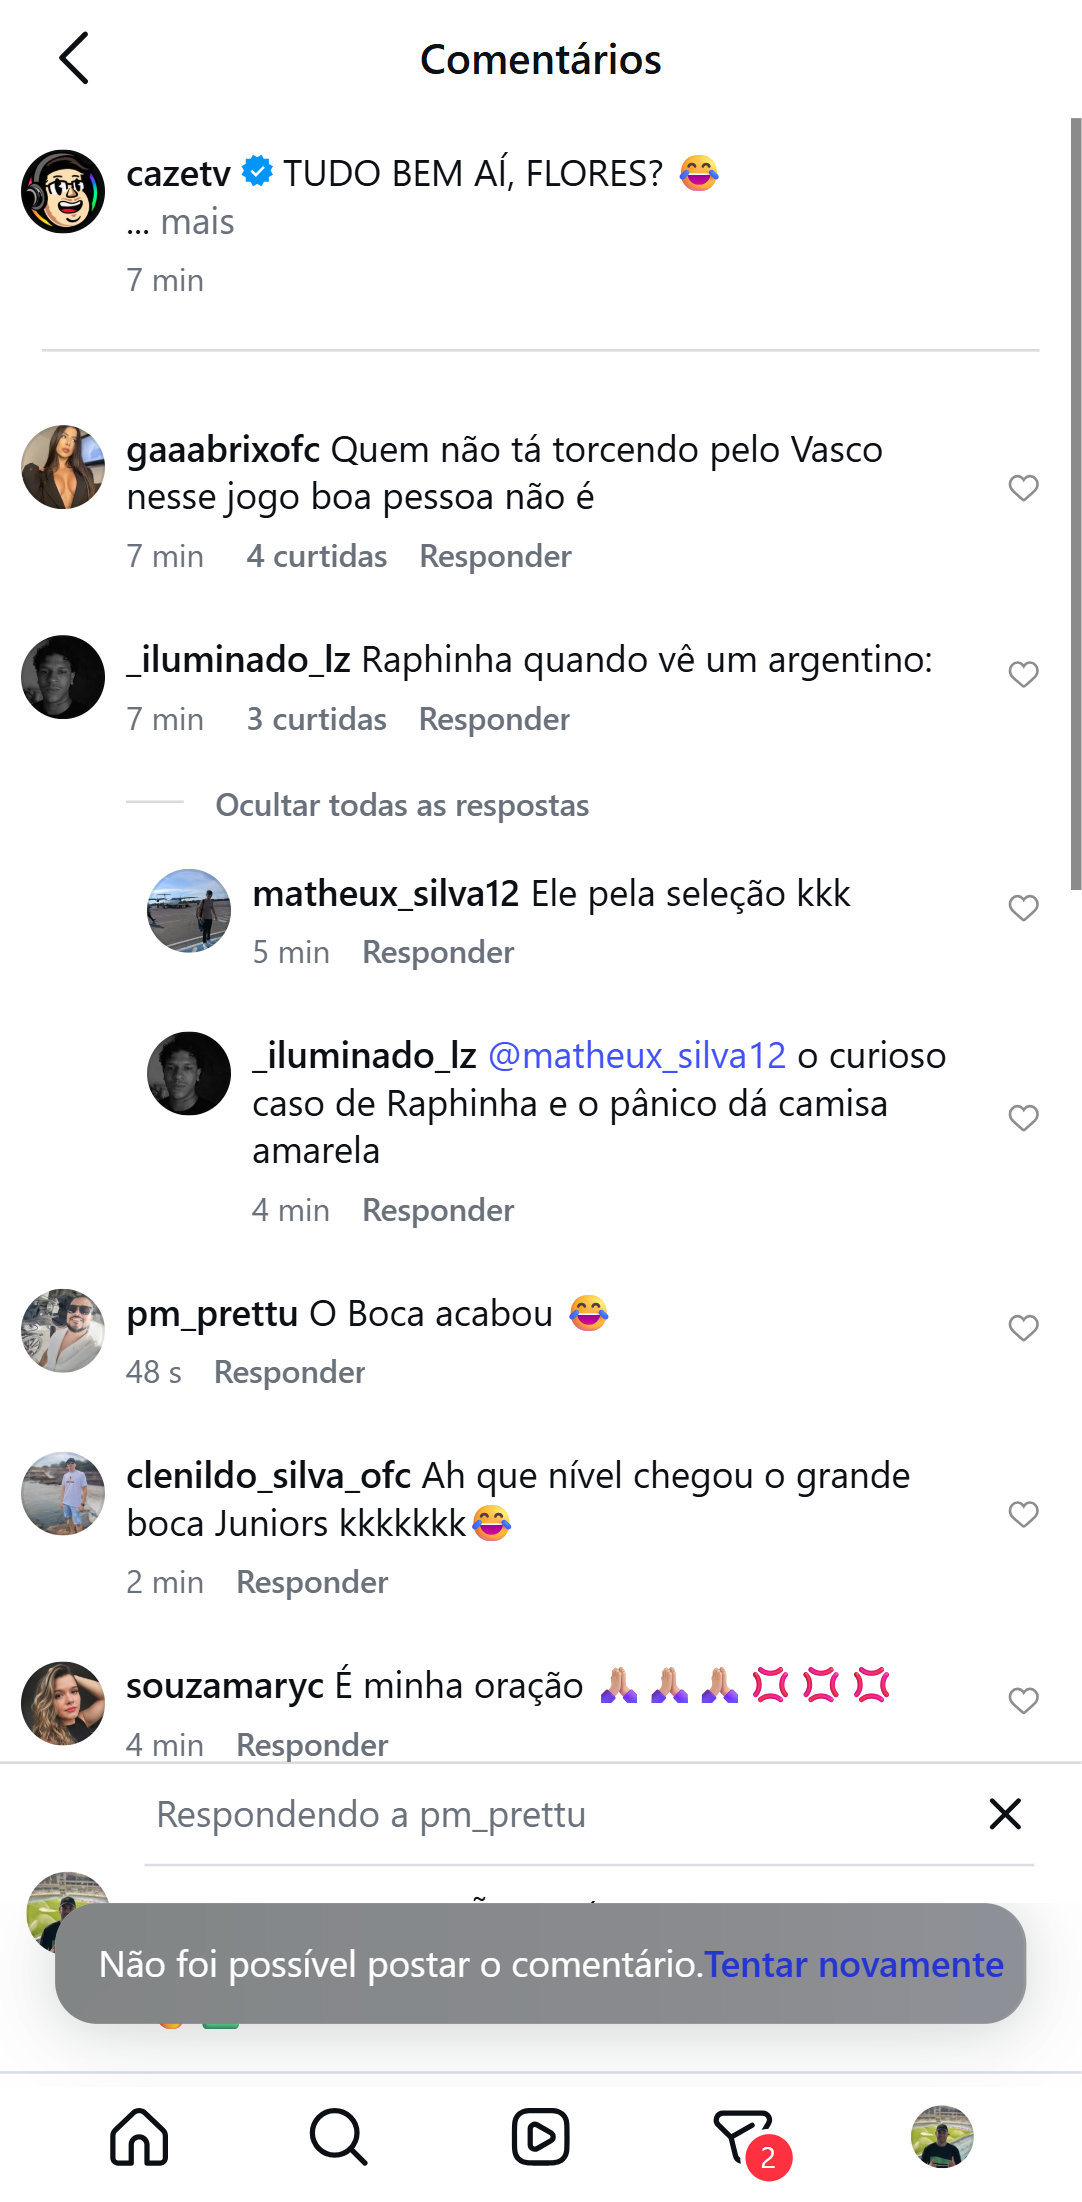 Comentários
cazetv TUDO BEM AÍ, FLORES? 😂
... mais
7 min
gaaabrixofc Quem não tá torcendo pelo Vasco
nesse jogo boa pessoa não é
7 min 4 curtidas Responder
_iluminado_lz Raphinha quando vê um argentino:
7 min 3 curtidas Responder
Ocultar todas as respostas
matheux_silva12 Ele pela seleção kkk
5 min Responder
_iluminado_lz @matheux_silva12 o curioso
caso de Raphinha e o pânico dá camisa
amarela
4 min Responder
pm_prettu O Boca acabou 😂
48 s Responder
clenildo_silva_ofc Ah que nível chegou o grande
boca Juniors kkkkkkk😂
2 min Responder
souzamaryc É minha oração 🙏🏼🙏🏼🙏🏼💢💢💢
4 min Responder
Respondendo a pm_prettu
Não foi possível postar o comentário.Tentar novamente
2